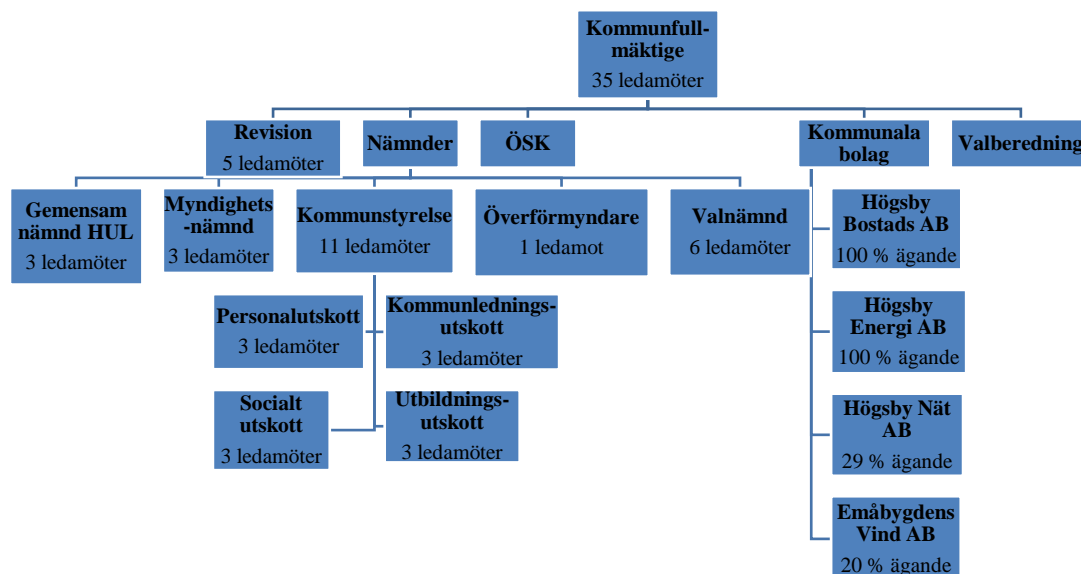 Kommunfull-
mäktige
35 ledamöter
Revision
5 ledamöter
Nämnder
ÖSK
Kommunala
bolag
Valberedning
Gemensam
nämnd HUL
3 ledamöter
Myndighets
-nämnd
3 ledamöter
Kommunstyrelse
11 ledamöter
Överförmyndare
1 ledamot
Valnämnd
6 ledamöter
Högsby
Bostads AB
100 % ägande
Personalutskott
3 ledamöter
Kommunlednings-
utskott
3 ledamöter
Högsby
Energi AB
100 % ägande
Socialt
utskott
3 ledamöter
Utbildnings-
utskott
3 ledamöter
Högsby Nät
AB
29 % ägande
Emåbygdens
Vind AB
20 % ägande